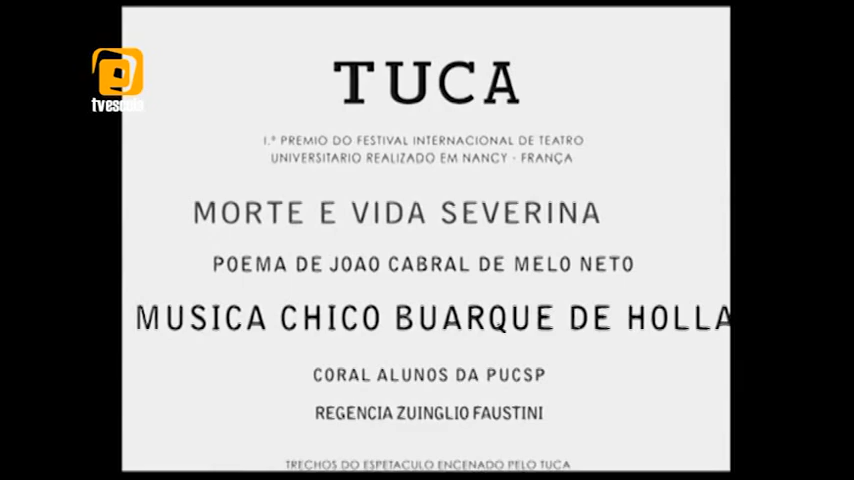 tvescola
TUCA
I.º PREMIO DO FESTIVAL INTERNACIONAL DE TEATRO
UNIVERSITARIO REALIZADO EM NANCY - FRANÇA
MORTE E VIDA SEVERINA
POEMA DE JOAO CABRAL DE MELO NETO
MUSICA CHICO BUARQUE DE HOLLA
CORAL ALUNOS DA PUCSP
REGENCIA ZUINGLIO FAUSTINI
TRECHOS DO ESPETACULO ENCENADO PELO TUCA